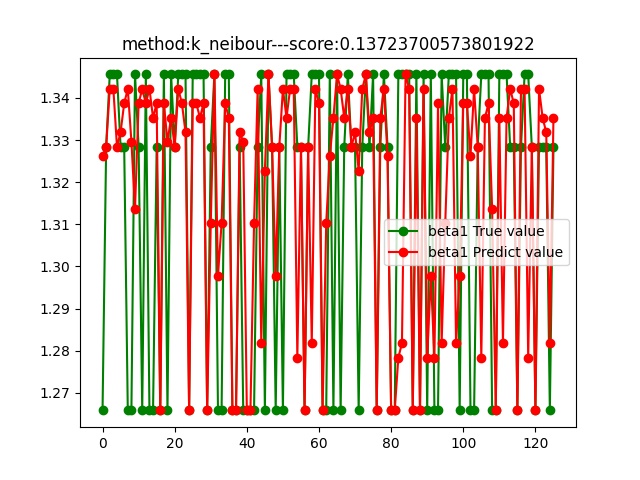 method:k_neibour---score:0.13723700573801922
1.34
1.33
1.32
1.31
1.30
1.29
1.28
1.27
beta1 True value
beta1 Predict value
0 20 40 60 80 100 120